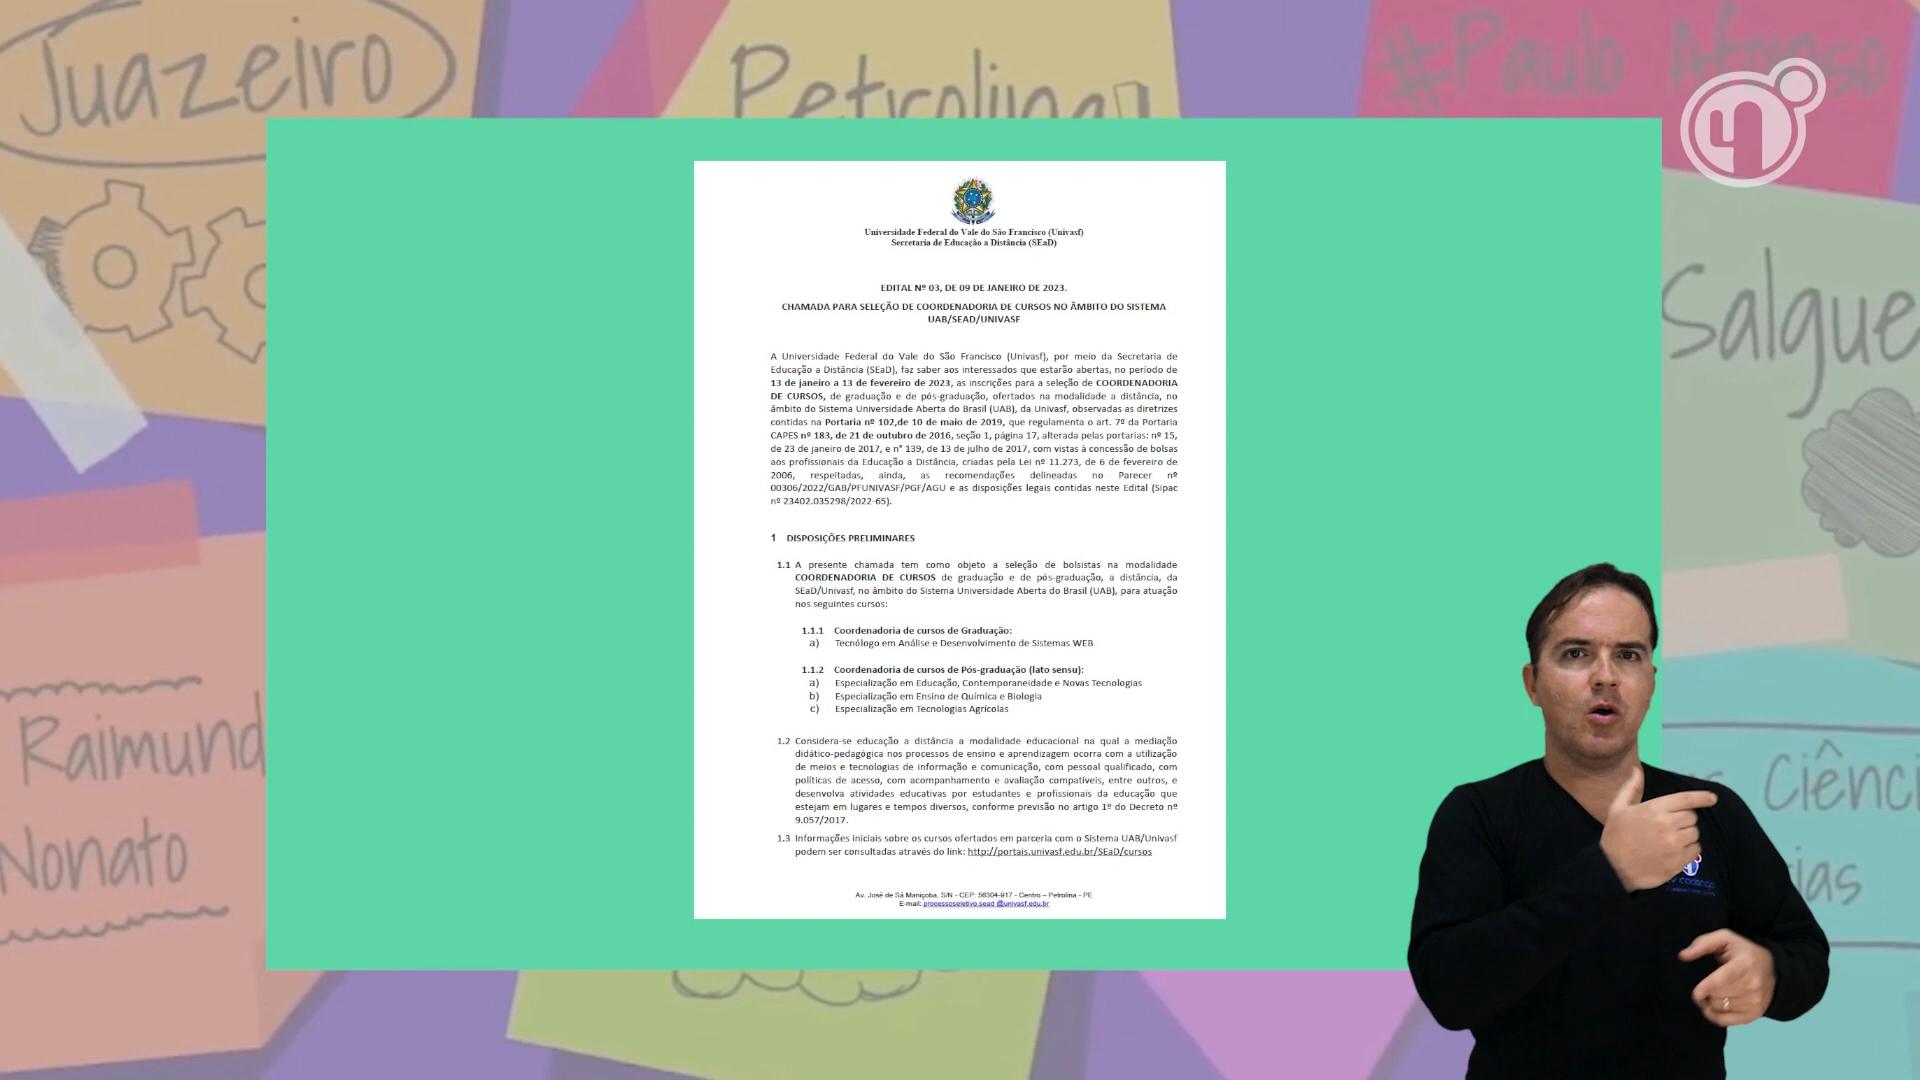 Juazeiro
Petrolina
#Paulo Afonso
Universidade Federal do Vale do São Francisco (Univasf)
Secretaria de Educação a Distância (SEaD)
EDITAL Nº 03, DE 09 DE JANEIRO DE 2023.
CHAMADA PARA SELEÇÃO DE COORDENADORIA DE CURSOS NO ÂMBITO DO SISTEMA
UAB/SEAD/UNIVASF
A Universidade Federal do Vale do São Francisco (Univasf), por meio da Secretaria de
Educação a Distância (SEaD), faz saber aos interessados que estarão abertas, no período de
13 de janeiro a 13 de fevereiro de 2023, as inscrições para a seleção de COORDENADORIA
DE CURSOS, de graduação e de pós-graduação, ofertados na modalidade a distância, no
âmbito do Sistema Universidade Aberta do Brasil (UAB), da Univasf, observadas as diretrizes
contidas na Portaria nº 102,de 10 de maio de 2019, que regulamenta o art. 7º da Portaria
CAPES nº 183, de 21 de outubro de 2016, seção 1, página 17, alterada pelas portarias: nº 15,
de 23 de janeiro de 2017, e n° 139, de 13 de julho de 2017, com vistas à concessão de bolsas
aos profissionais da Educação a Distância, criadas pela Lei nº 11.273, de 6 de fevereiro de
2006, respeitadas, ainda, as recomendações delineadas no Parecer nº
00306/2022/GAB/PFUNIVASF/PGF/AGU e as disposições legais contidas neste Edital (Sipac
nº 23402.035298/2022-65).
1 DISPOSIÇÕES PRELIMINARES
1.1 A presente chamada tem como objeto a seleção de bolsistas na modalidade
COORDENADORIA DE CURSOS de graduação e de pós-graduação, a distância, da
SEaD/Univasf, no âmbito do Sistema Universidade Aberta do Brasil (UAB), para atuação
nos seguintes cursos:
1.1.1 Coordenadoria de cursos de Graduação:
a) Tecnólogo em Análise e Desenvolvimento de Sistemas WEB
1.1.2 Coordenadoria de cursos de Pós-graduação (lato sensu):
a) Especialização em Educação, Contemporaneidade e Novas Tecnologias
b) Especialização em Ensino de Química e Biologia
c) Especialização em Tecnologias Agrícolas
1.2 Considera-se educação a distância a modalidade educacional na qual a mediação
didático-pedagógica nos processos de ensino e aprendizagem ocorra com a utilização
de meios e tecnologias de informação e comunicação, com pessoal qualificado, com
políticas de acesso, com acompanhamento e avaliação compatíveis, entre outros, e
desenvolva atividades educativas por estudantes e profissionais da educação que
estejam em lugares e tempos diversos, conforme previsão no artigo 1º do Decreto nº
9.057/2017.
1.3 Informações iniciais sobre os cursos ofertados em parceria com o Sistema UAB/Univasf
podem ser consultadas através do link: http://portais.univasf.edu.br/SEaD/cursos
Av. José de Sá Maniçoba, S/N - CEP: 56304-917 - Centro – Petrolina - PE
E-mail: processoseletivo.sead @univasf.edu.br
Salgue
Raimund
Nonato
Ciênci
ias